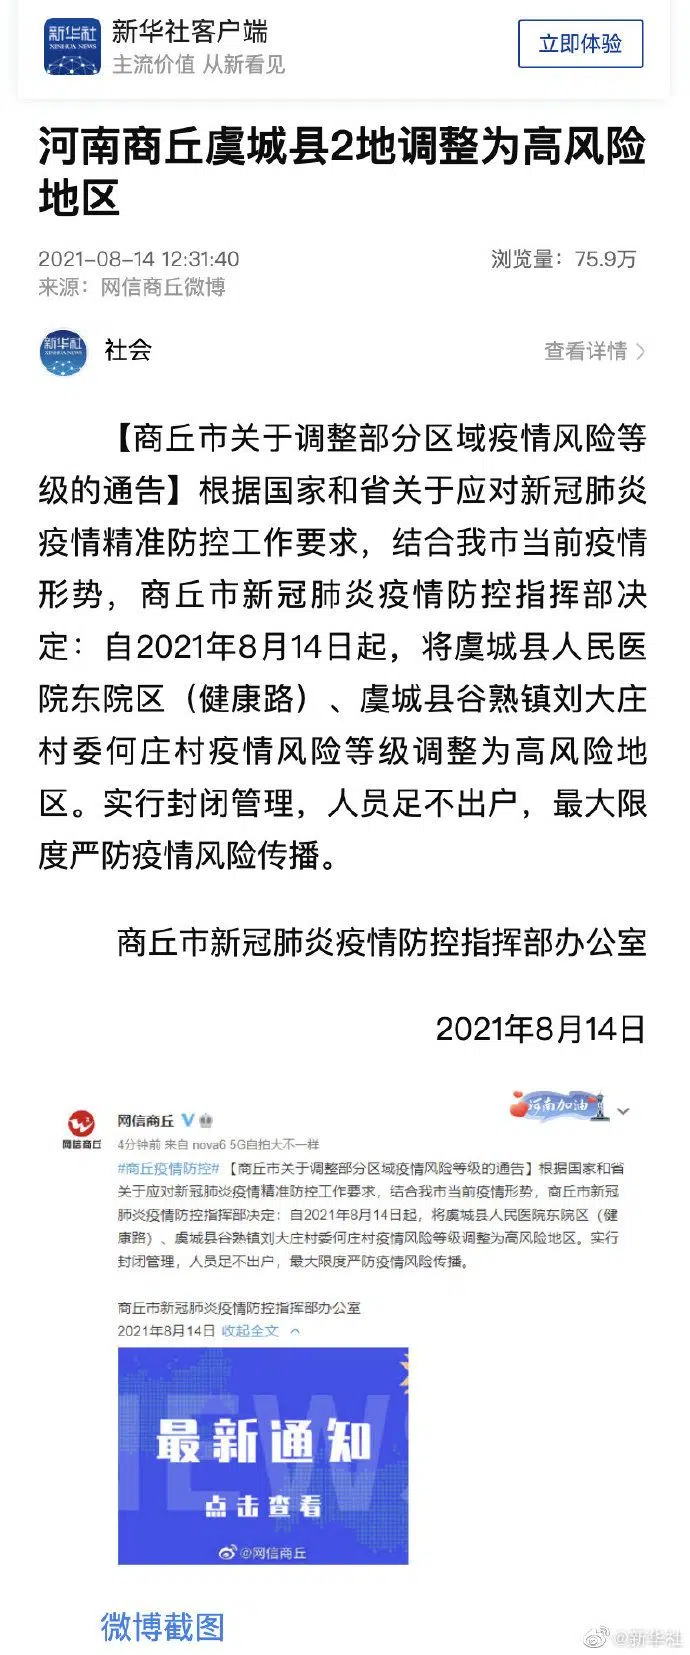 新华社
XINHUA NEWS
新华社客户端
主流价值 从新看见
立即体验
河南商丘虞城县2地调整为高风险
地区
2021-08-14 12:31:40
浏览量：75.9万
来源：网信商丘微博
新华社
XINHUA NEWS
社会
查看详情
【商丘市关于调整部分区域疫情风险等
级的通告】根据国家和省关于应对新冠肺炎
疫情精准防控工作要求，结合我市当前疫情
形势，商丘市新冠肺炎疫情防控指挥部决
定：自2021年8月14日起，将虞城县人民医
院东院区（健康路）、虞城县谷熟镇刘大庄
村委何庄村疫情风险等级调整为高风险地
区。实行封闭管理，人员足不出户，最大限
度严防疫情风险传播。
商丘市新冠肺炎疫情防控指挥部办公室
2021年8月14日
网信商丘
网信商丘
河南加油
4分钟前 来自 nova6 5G自拍大不一样
#商丘疫情防控# 【商丘市关于调整部分区域疫情风险等级的通告】根据国家和省
关于应对新冠肺炎疫情精准防控工作要求，结合我市当前疫情形势，商丘市新冠
肺炎疫情防控指挥部决定：自2021年8月14日起，将虞城县人民医院东院区（健
康路）、虞城县谷熟镇刘大庄村委何庄村疫情风险等级调整为高风险地区。实行
封闭管理，人员足不出户，最大限度严防疫情风险传播。
商丘市新冠肺炎疫情防控指挥部办公室
2021年8月14日 收起全文
NEWS
最新通知
点击查看
@网信商丘
微博截图
@新华社